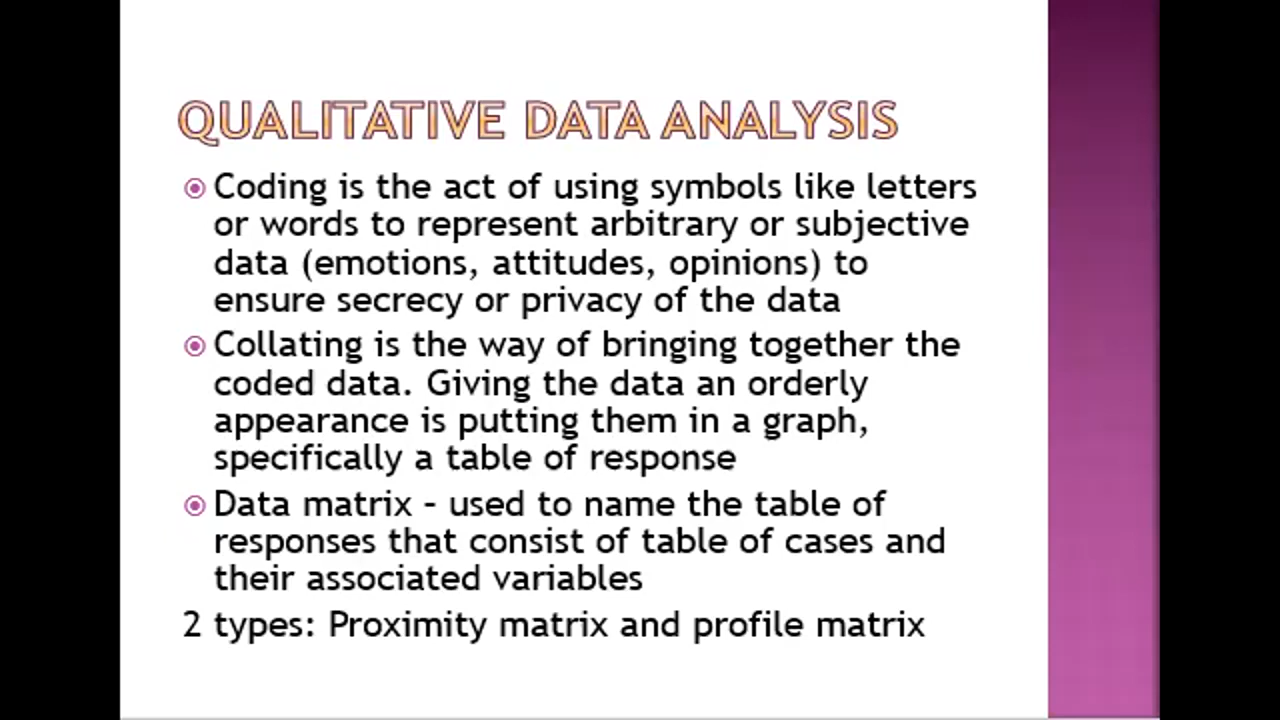 QUALITATIVE DATA ANALYSIS
Coding is the act of using symbols like letters
or words to represent arbitrary or subjective
data (emotions, attitudes, opinions) to
ensure secrecy or privacy of the data
Collating is the way of bringing together the
coded data. Giving the data an orderly
appearance is putting them in a graph,
specifically a table of response
Data matrix – used to name the table of
responses that consist of table of cases and
their associated variables
2 types: Proximity matrix and profile matrix